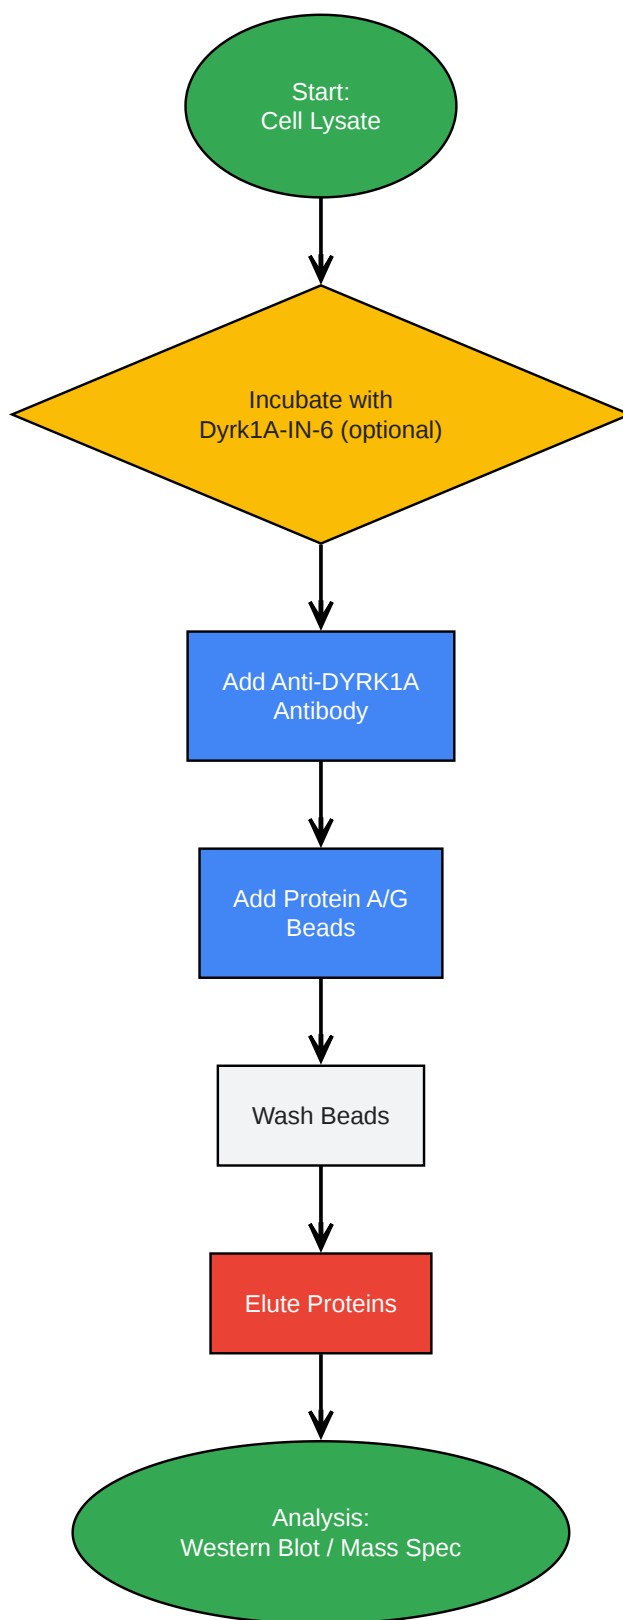 Start:
Cell Lysate
Incubate with
Dyrk1A-IN-6 (optional)
Add Anti-DYRK1A
Antibody
Add Protein A/G
Beads
Wash Beads
Elute Proteins
Analysis:
Western Blot / Mass Spec